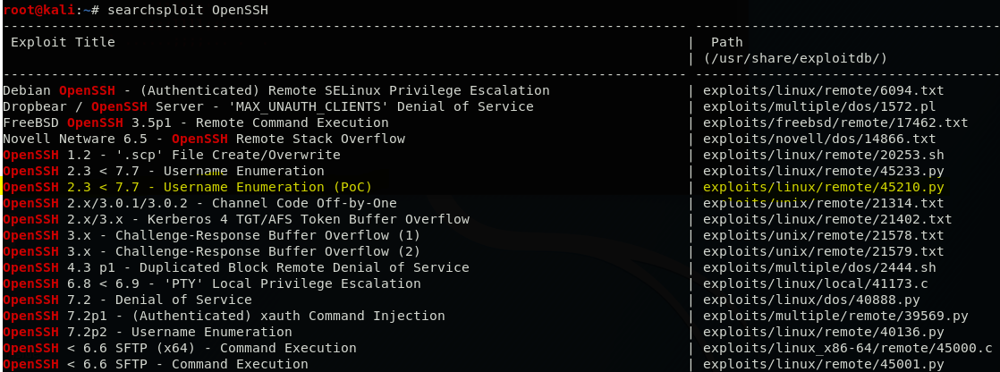 root@kali:~# searchsploit OpenSSH
--------------------------------------------------------------------------------------- ----------------------------------------
 Exploit Title | Path
 | (/usr/share/exploitdb/)
--------------------------------------------------------------------------------------- ----------------------------------------
Debian OpenSSH - (Authenticated) Remote SELinux Privilege Escalation | exploits/linux/remote/6094.txt
Dropbear / OpenSSH Server - 'MAX_UNAUTH_CLIENTS' Denial of Service | exploits/multiple/dos/1572.pl
FreeBSD OpenSSH 3.5p1 - Remote Command Execution | exploits/freebsd/remote/17462.txt
Novell Netware 6.5 - OpenSSH Remote Stack Overflow | exploits/novell/dos/14866.txt
OpenSSH 1.2 - '.scp' File Create/Overwrite | exploits/linux/remote/20253.sh
OpenSSH 2.3 < 7.7 - Username Enumeration | exploits/linux/remote/45233.py
OpenSSH 2.3 < 7.7 - Username Enumeration (PoC) | exploits/linux/remote/45210.py
OpenSSH 2.x/3.0.1/3.0.2 - Channel Code Off-by-One | exploits/unix/remote/21314.txt
OpenSSH 2.x/3.x - Kerberos 4 TGT/AFS Token Buffer Overflow | exploits/linux/remote/21402.txt
OpenSSH 3.x - Challenge-Response Buffer Overflow (1) | exploits/unix/remote/21578.txt
OpenSSH 3.x - Challenge-Response Buffer Overflow (2) | exploits/unix/remote/21579.txt
OpenSSH 4.3 p1 - Duplicated Block Remote Denial of Service | exploits/multiple/dos/2444.sh
OpenSSH 6.8 < 6.9 - 'PTY' Local Privilege Escalation | exploits/linux/local/41173.c
OpenSSH 7.2 - Denial of Service | exploits/linux/dos/40888.py
OpenSSH 7.2p1 - (Authenticated) xauth Command Injection | exploits/multiple/remote/39569.py
OpenSSH 7.2p2 - Username Enumeration | exploits/linux/remote/40136.py
OpenSSH < 6.6 SFTP (x64) - Command Execution | exploits/linux_x86-64/remote/45000.c
OpenSSH < 6.6 SFTP - Command Execution | exploits/linux/remote/45001.py